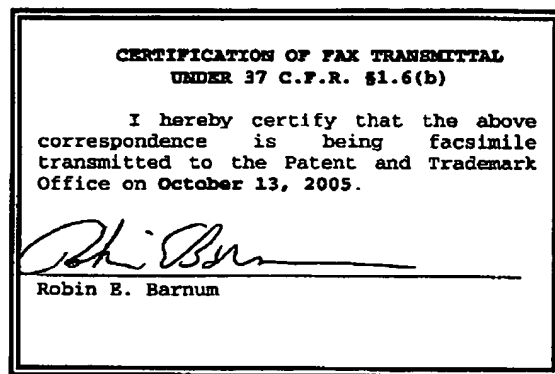 CERTIFICATION OF FAX TRANSMITTAL
UNDER 37 C.F.R. §1.6(b)
I hereby certify that the above
correspondence is being facsimile
transmitted to the Patent and Trademark
Office on October 13, 2005.
Robin E. Barnum